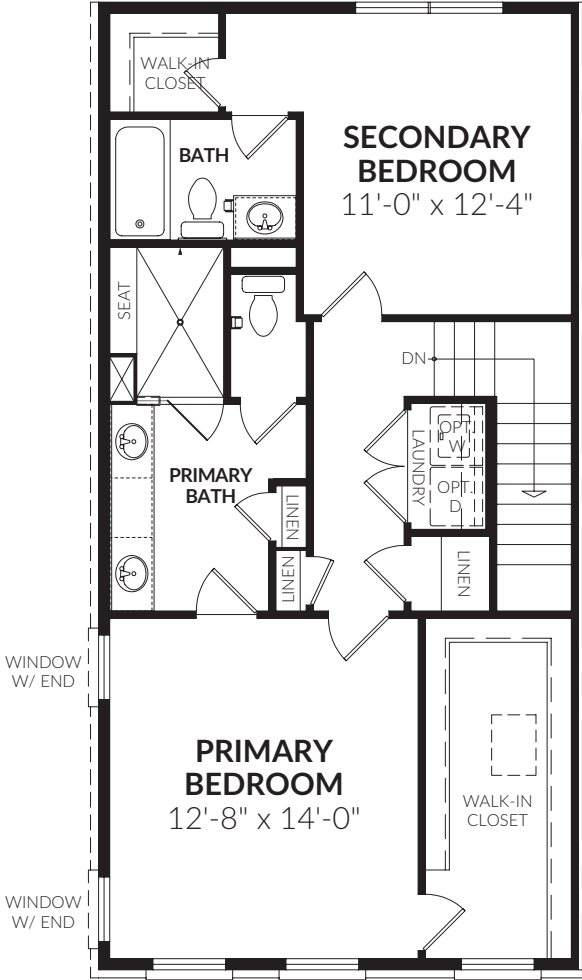 WALK-IN
CLOSET
BATH
SECONDARY
BEDROOM
11'-0" x 12'-4"
SEAT
DN
OPT.
W
LAUNDRY
OPT.
D
PRIMARY
BATH
LINEN
LINEN
LINEN
WINDOW
W/ END
PRIMARY
BEDROOM
12'-8" x 14'-0"
WALK-IN
CLOSET
WINDOW
W/ END